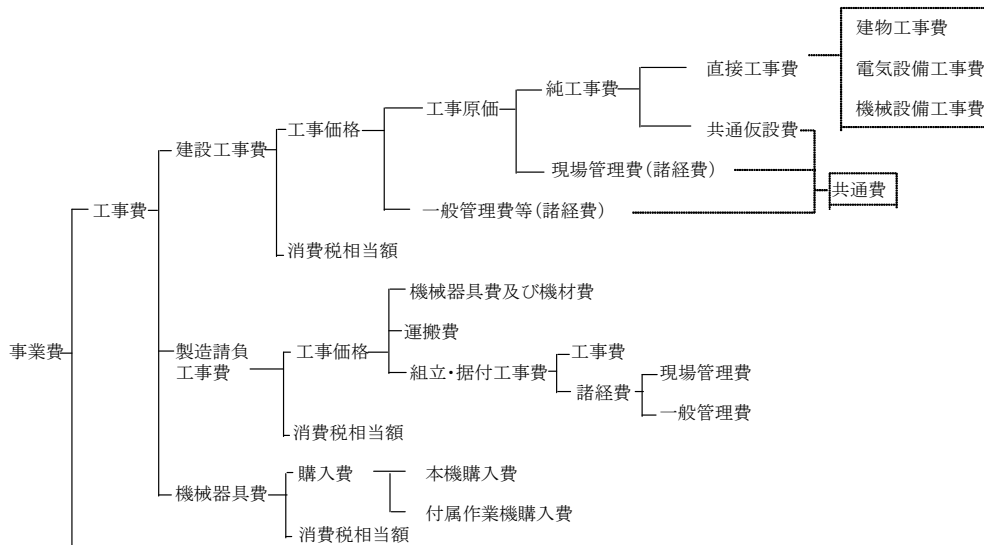 建物工事費
直接工事費
電気設備工事費
純工事費
機械設備工事費
工事原価
工事価格
共通仮設費
建設工事費
現場管理費(諸経費)
共通費
工事費
一般管理費等(諸経費)
消費税相当額
機械器具費及び機材費
運搬費
事業費
製造請負
工事費
工事価格
工事費
組立・据付工事費
現場管理費
諸経費
一般管理費
消費税相当額
購入費
本機購入費
機械器具費
付属作業機購入費
消費税相当額